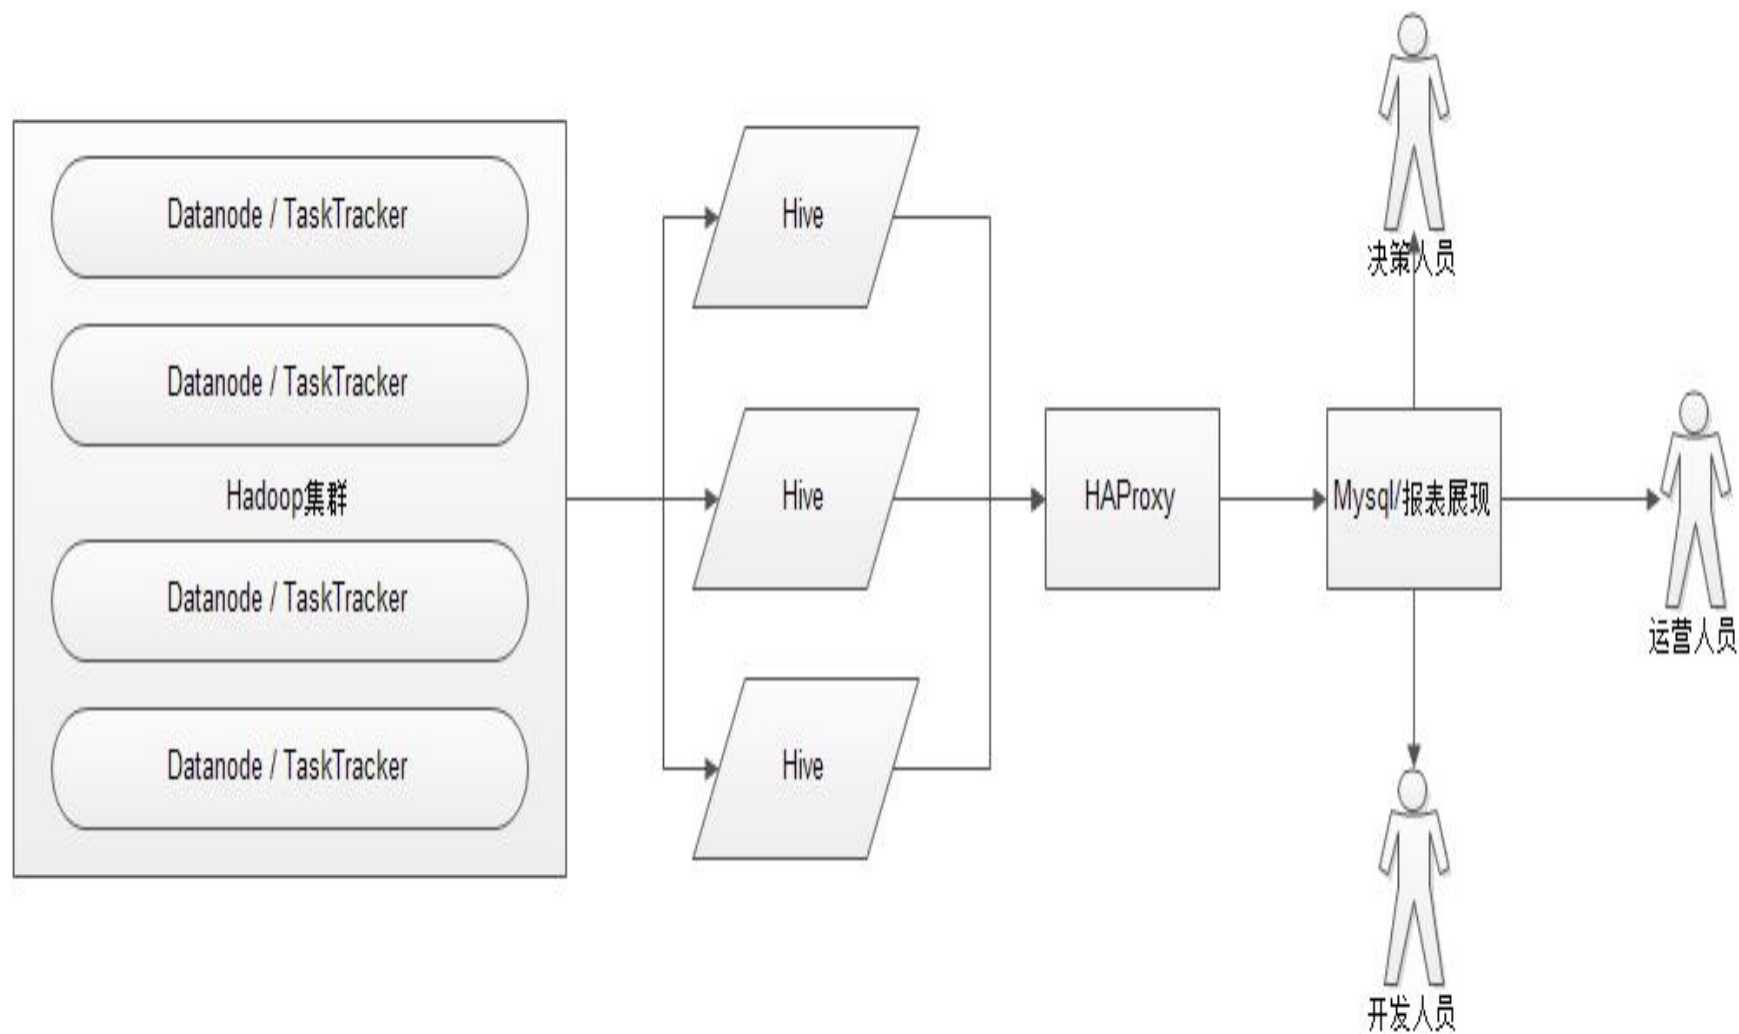 Datanode / TaskTracker
Datanode / TaskTracker
Hadoop集群
Datanode / TaskTracker
Datanode / TaskTracker
Hive
Hive
Hive
HAProxy
Mysql/报表展现
决策人员
运营人员
开发人员